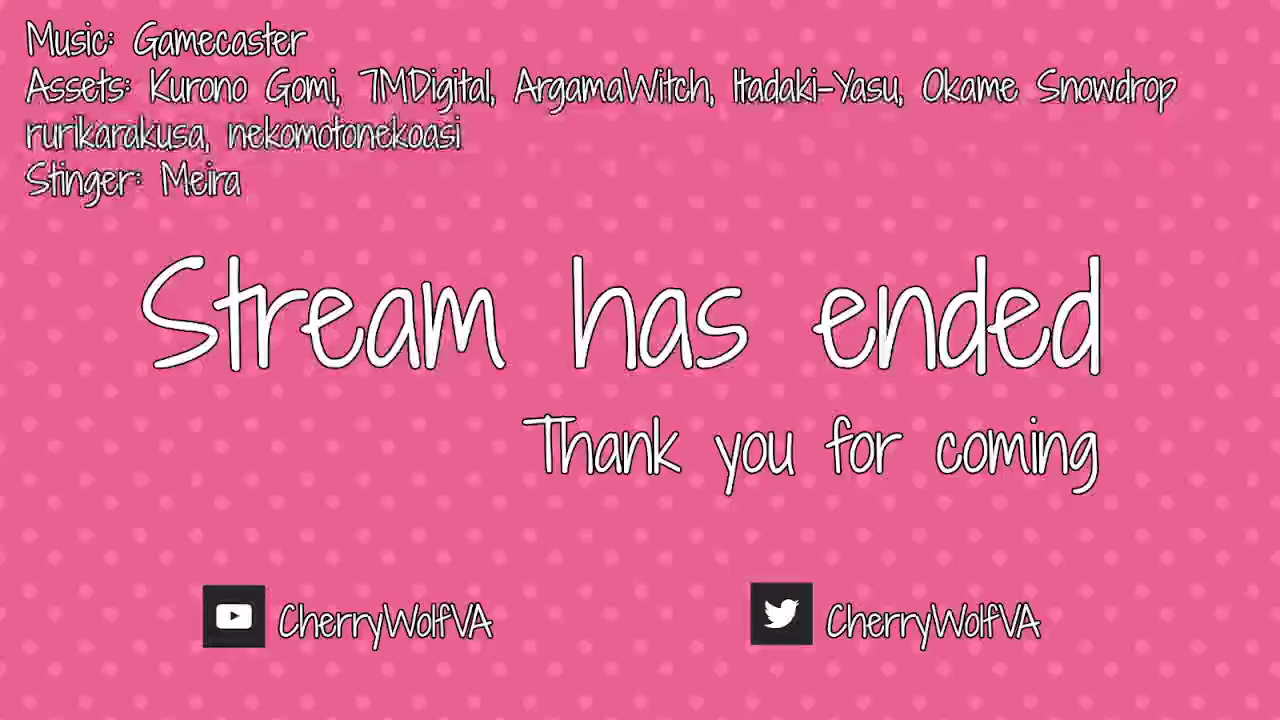 Music: Gamecaster
Assets: Kurono Gomi, 7MDigital, ArgamaWitch, Itadaki-Yasu, Okame Snowdrop
rurikarakusa, nekomotonekoasi
Stinger: Meira
Stream has ended
Thank you for coming
CherryWolfVA
CherryWolfVA